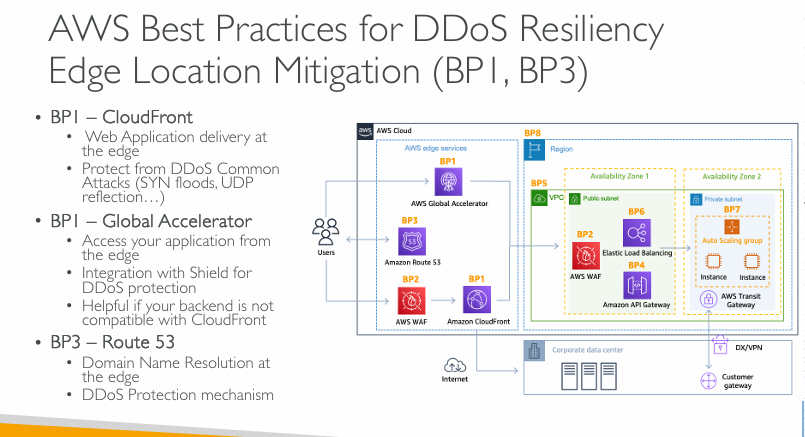 AWS Best Practices for DDoS Resiliency
Edge Location Mitigation (BP1, BP3)
• BP1 – CloudFront
• Web Application delivery at
the edge
• Protect from DDoS Common
Attacks (SYN floods, UDP
reflection…)
• BP1 – Global Accelerator
• Access your application from
the edge
• Integration with Shield for
DDoS protection
• Helpful if your backend is not
compatible with CloudFront
• BP3 – Route 53
• Domain Name Resolution at
the edge
• DDoS Protection mechanism
aws
AWS Cloud
AWS edge services
BP1
AWS Global Accelerator
Users
BP3
53
Amazon Route 53
BP2
AWS WAF
BP1
Amazon CloudFront
BP8
Region
Availability Zone 1
Availability Zone 2
BP5
VPC
Public subnet
Private subnet
BP6
Elastic Load Balancing
BP2
AWS WAF
BP4
Amazon API Gateway
BP7
Auto Scaling group
Instance
Instance
AWS Transit
Gateway
DX/VPN
Internet
Corporate data center
Customer
gateway